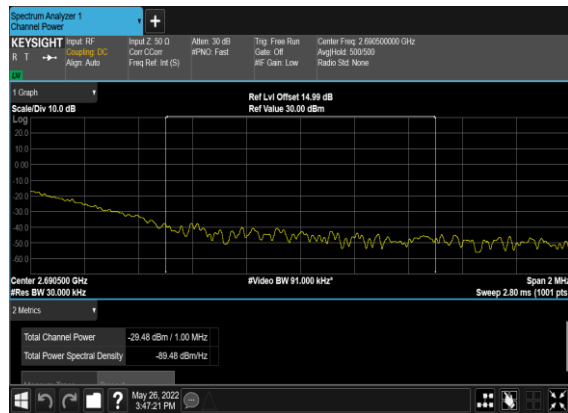 Spectrum Analyzer 1
Channel Power
+
KEYSIGHT Input: RF Input Z: 50 Ω Atten: 30 dB Trig: Free Run Center Freq: 2.690500000 GHz
R T Coupling: DC Corr CCorr #PNO: Fast Gate: Off Avg|Hold: 500/500
Align: Auto Freq Ref: Int (S) #IF Gain: Low Radio Std: None
1 Graph
Ref Lvl Offset 14.99 dB
Scale/Div 10.0 dB Ref Value 30.00 dBm
Log
20.0
10.0
0.00
-10.0
-20.0
-30.0
-40.0
-50.0
-60.0
Center 2.690500 GHz #Video BW 91.000 kHz* Span 2 MHz
#Res BW 30.000 kHz Sweep 2.80 ms (1001 pts
2 Metrics
Total Channel Power -29.48 dBm / 1.00 MHz
Total Power Spectral Density -89.48 dBm/Hz
? May 26, 2022
3:47:21 PM